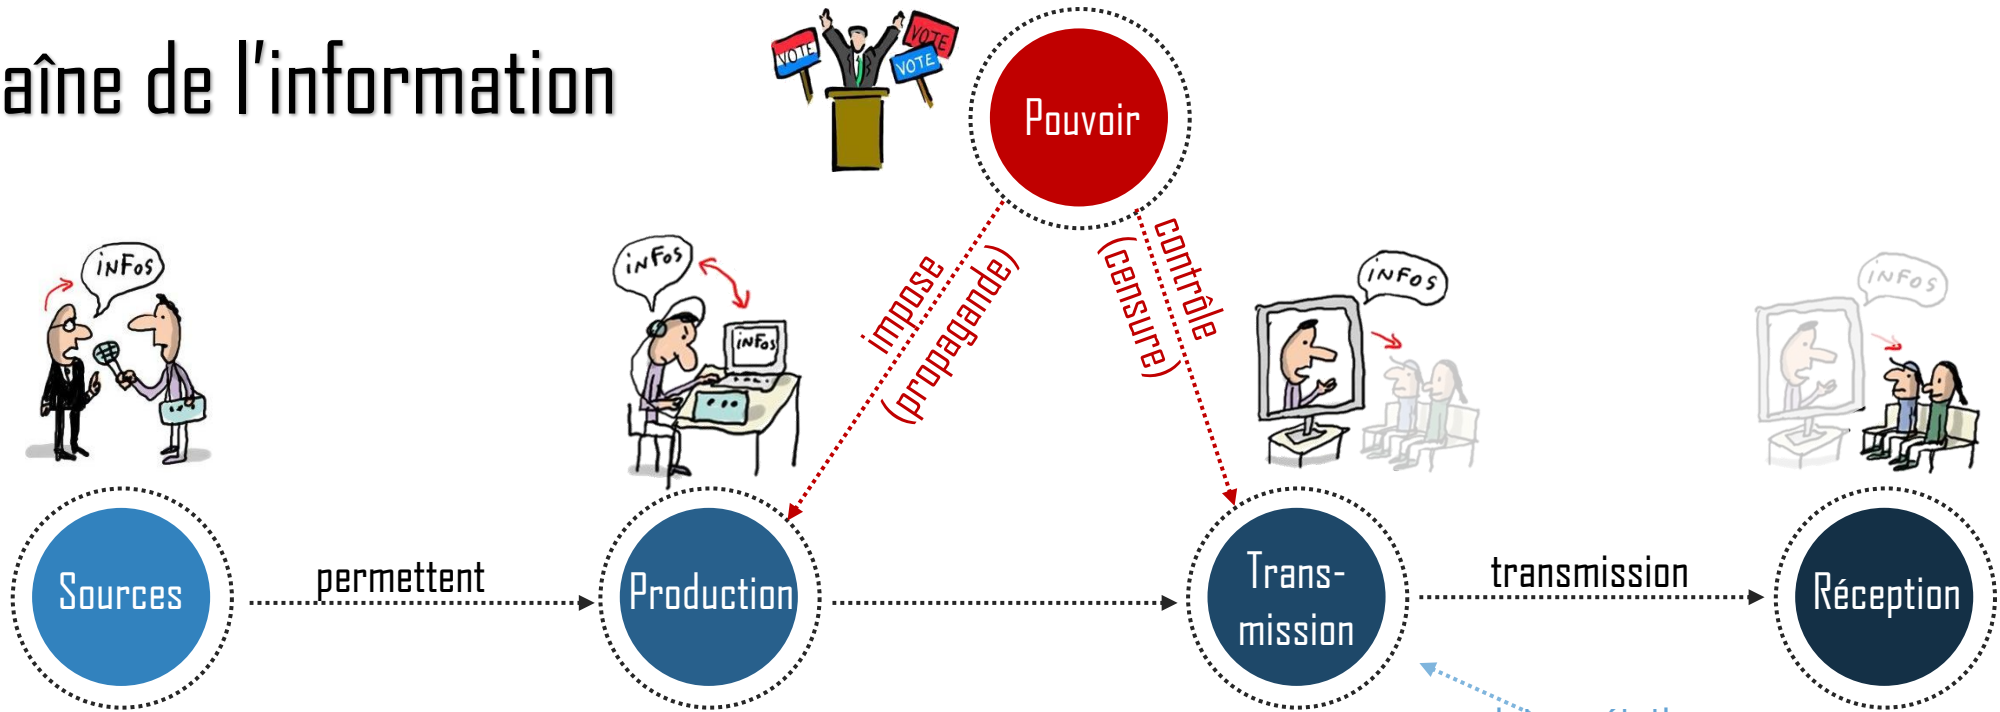 aîne de l'information
VOTE
VOTE
VOTE
Pouvoir
impose
(propagande)
contrôle
(censure)
iNFos
iNFos
iNFos
iNFos
iNFos
Sources
permettent
Production
Trans-
mission
transmission
Réception